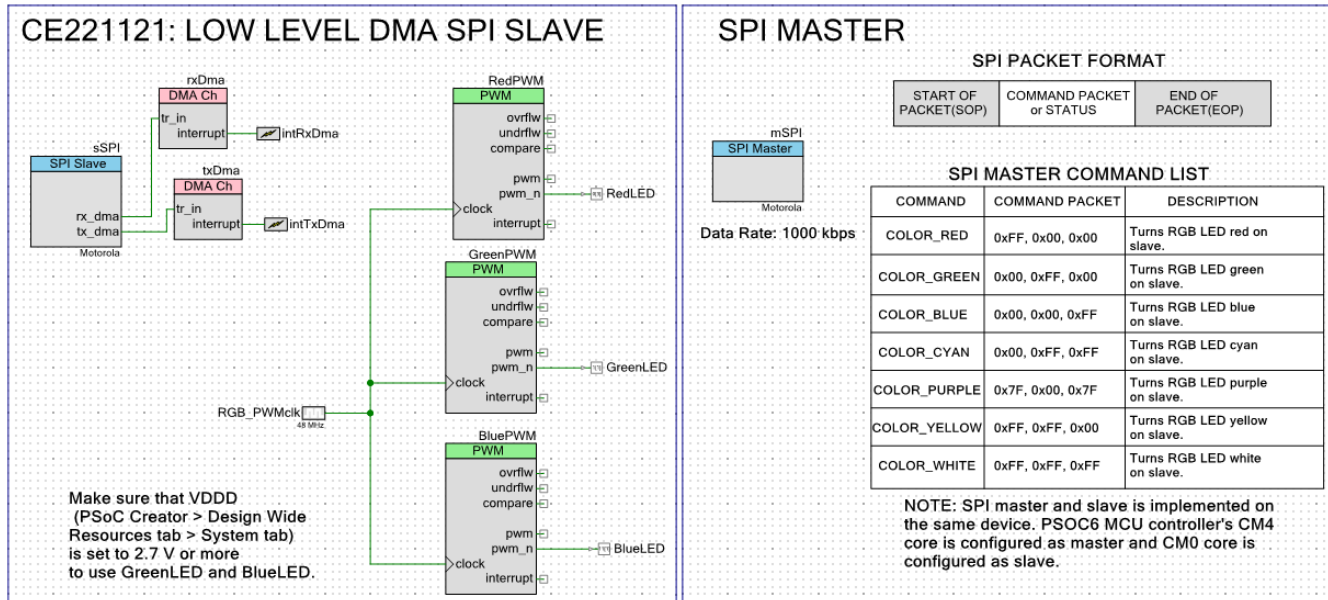 CE221121: LOW LEVEL DMA SPI SLAVE
rxDma
DMA Ch
tr_in
interrupt
intRxDma
sSPI
SPI Slave
rx_dma
tx_dma
Motorola
txDma
DMA Ch
tr_in
interrupt
intTxDma
RedPWM
PWM
ovrflw
undrflw
compare
pwm
pwm_n
RedLED
clock
interrupt
GreenPWM
PWM
ovrflw
undrflw
compare
pwm
pwm_n
GreenLED
clock
interrupt
RGB_PWMclk
48 MHz
BluePWM
PWM
ovrflw
undrflw
compare
pwm
pwm_n
BlueLED
clock
interrupt
Make sure that VDDD
(PSoC Creator > Design Wide
Resources tab > System tab)
is set to 2.7 V or more
to use GreenLED and BlueLED.
SPI MASTER
SPI PACKET FORMAT
START OF PACKET(SOP)
COMMAND PACKET or STATUS
END OF PACKET(EOP)
mSPI
SPI Master
Motorola
Data Rate: 1000 kbps
SPI MASTER COMMAND LIST
COMMAND COMMAND PACKET DESCRIPTION
COLOR_RED 0xFF, 0x00, 0x00 Turns RGB LED red on slave.
COLOR_GREEN 0x00, 0xFF, 0x00 Turns RGB LED green on slave.
COLOR_BLUE 0x00, 0x00, 0xFF Turns RGB LED blue on slave.
COLOR_CYAN 0x00, 0xFF, 0xFF Turns RGB LED cyan on slave.
COLOR_PURPLE 0x7F, 0x00, 0x7F Turns RGB LED purple on slave.
COLOR_YELLOW 0xFF, 0xFF, 0x00 Turns RGB LED yellow on slave.
COLOR_WHITE 0xFF, 0xFF, 0xFF Turns RGB LED white on slave.
NOTE: SPI master and slave is implemented on
the same device. PSOC6 MCU controller's CM4
core is configured as master and CM0 core is
configured as slave.